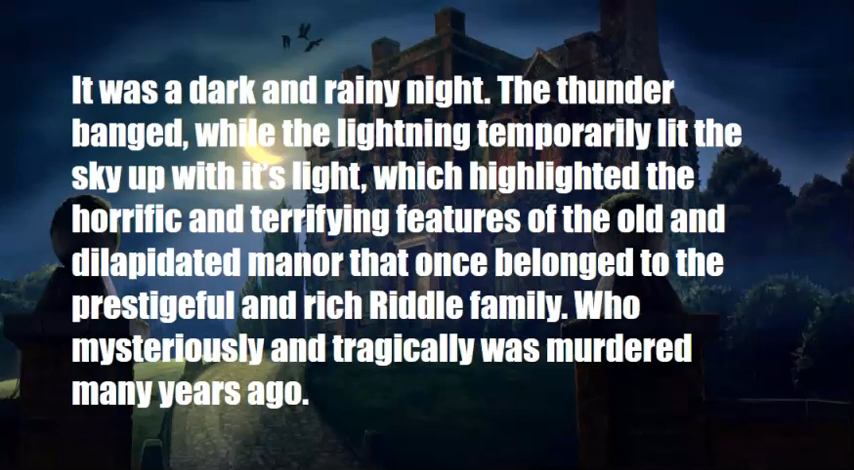 It was a dark and rainy night. The thunder
banged, while the lightning temporarily lit the
sky up with it's light, which highlighted the
horrific and terrifying features of the old and
dilapidated manor that once belonged to the
prestigeful and rich Riddle family. Who
mysteriously and tragically was murdered
many years ago.